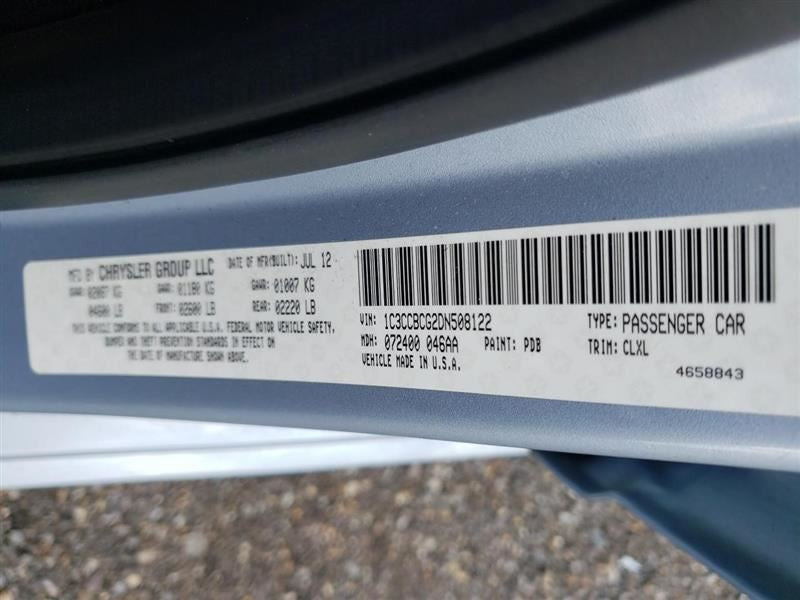 MFD BY CHRYSLER GROUP LLC DATE OF MFR(BUILT): JUL 12
GVWR: 02087 KG GAWR: 01180 KG GAWR: 01007 KG
04600 LB FRONT: 02600 LB REAR: 02220 LB
THIS VEHICLE CONFORMS TO ALL APPLICABLE U.S.A. FEDERAL MOTOR VEHICLE SAFETY,
BUMPER AND THEFT PREVENTION STANDARDS IN EFFECT ON
THE DATE OF MANUFACTURE SHOWN ABOVE.
VIN: 1C3CCBCG2DN508122 TYPE: PASSENGER CAR
MDH: 072400 046AA PAINT: PDB TRIM: CLXL
VEHICLE MADE IN U.S.A. 4658843